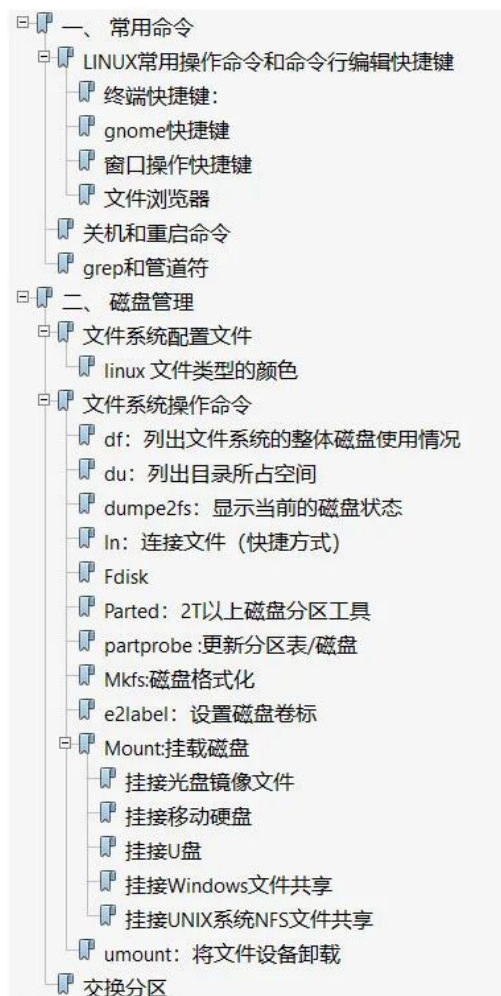 一、 常用命令
LINUX常用操作命令和命令行编辑快捷键
终端快捷键：
gnome快捷键
窗口操作快捷键
文件浏览器
关机和重启命令
grep和管道符
二、 磁盘管理
文件系统配置文件
linux 文件类型的颜色
文件系统操作命令
df：列出文件系统的整体磁盘使用情况
du：列出目录所占空间
dumpe2fs：显示当前的磁盘状态
ln：连接文件（快捷方式）
Fdisk
Parted：2T以上磁盘分区工具
partprobe :更新分区表/磁盘
Mkfs:磁盘格式化
e2label：设置磁盘卷标
Mount:挂载磁盘
挂接光盘镜像文件
挂接移动硬盘
挂接U盘
挂接Windows文件共享
挂接UNIX系统NFS文件共享
umount：将文件设备卸载
交换分区